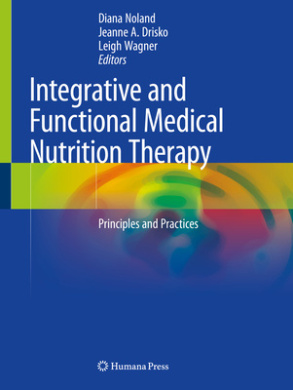 Diana Noland
Jeanne A. Drisko
Leigh Wagner
Editors
Integrative and
Functional Medical
Nutrition Therapy
Principles and Practices
Humana Press